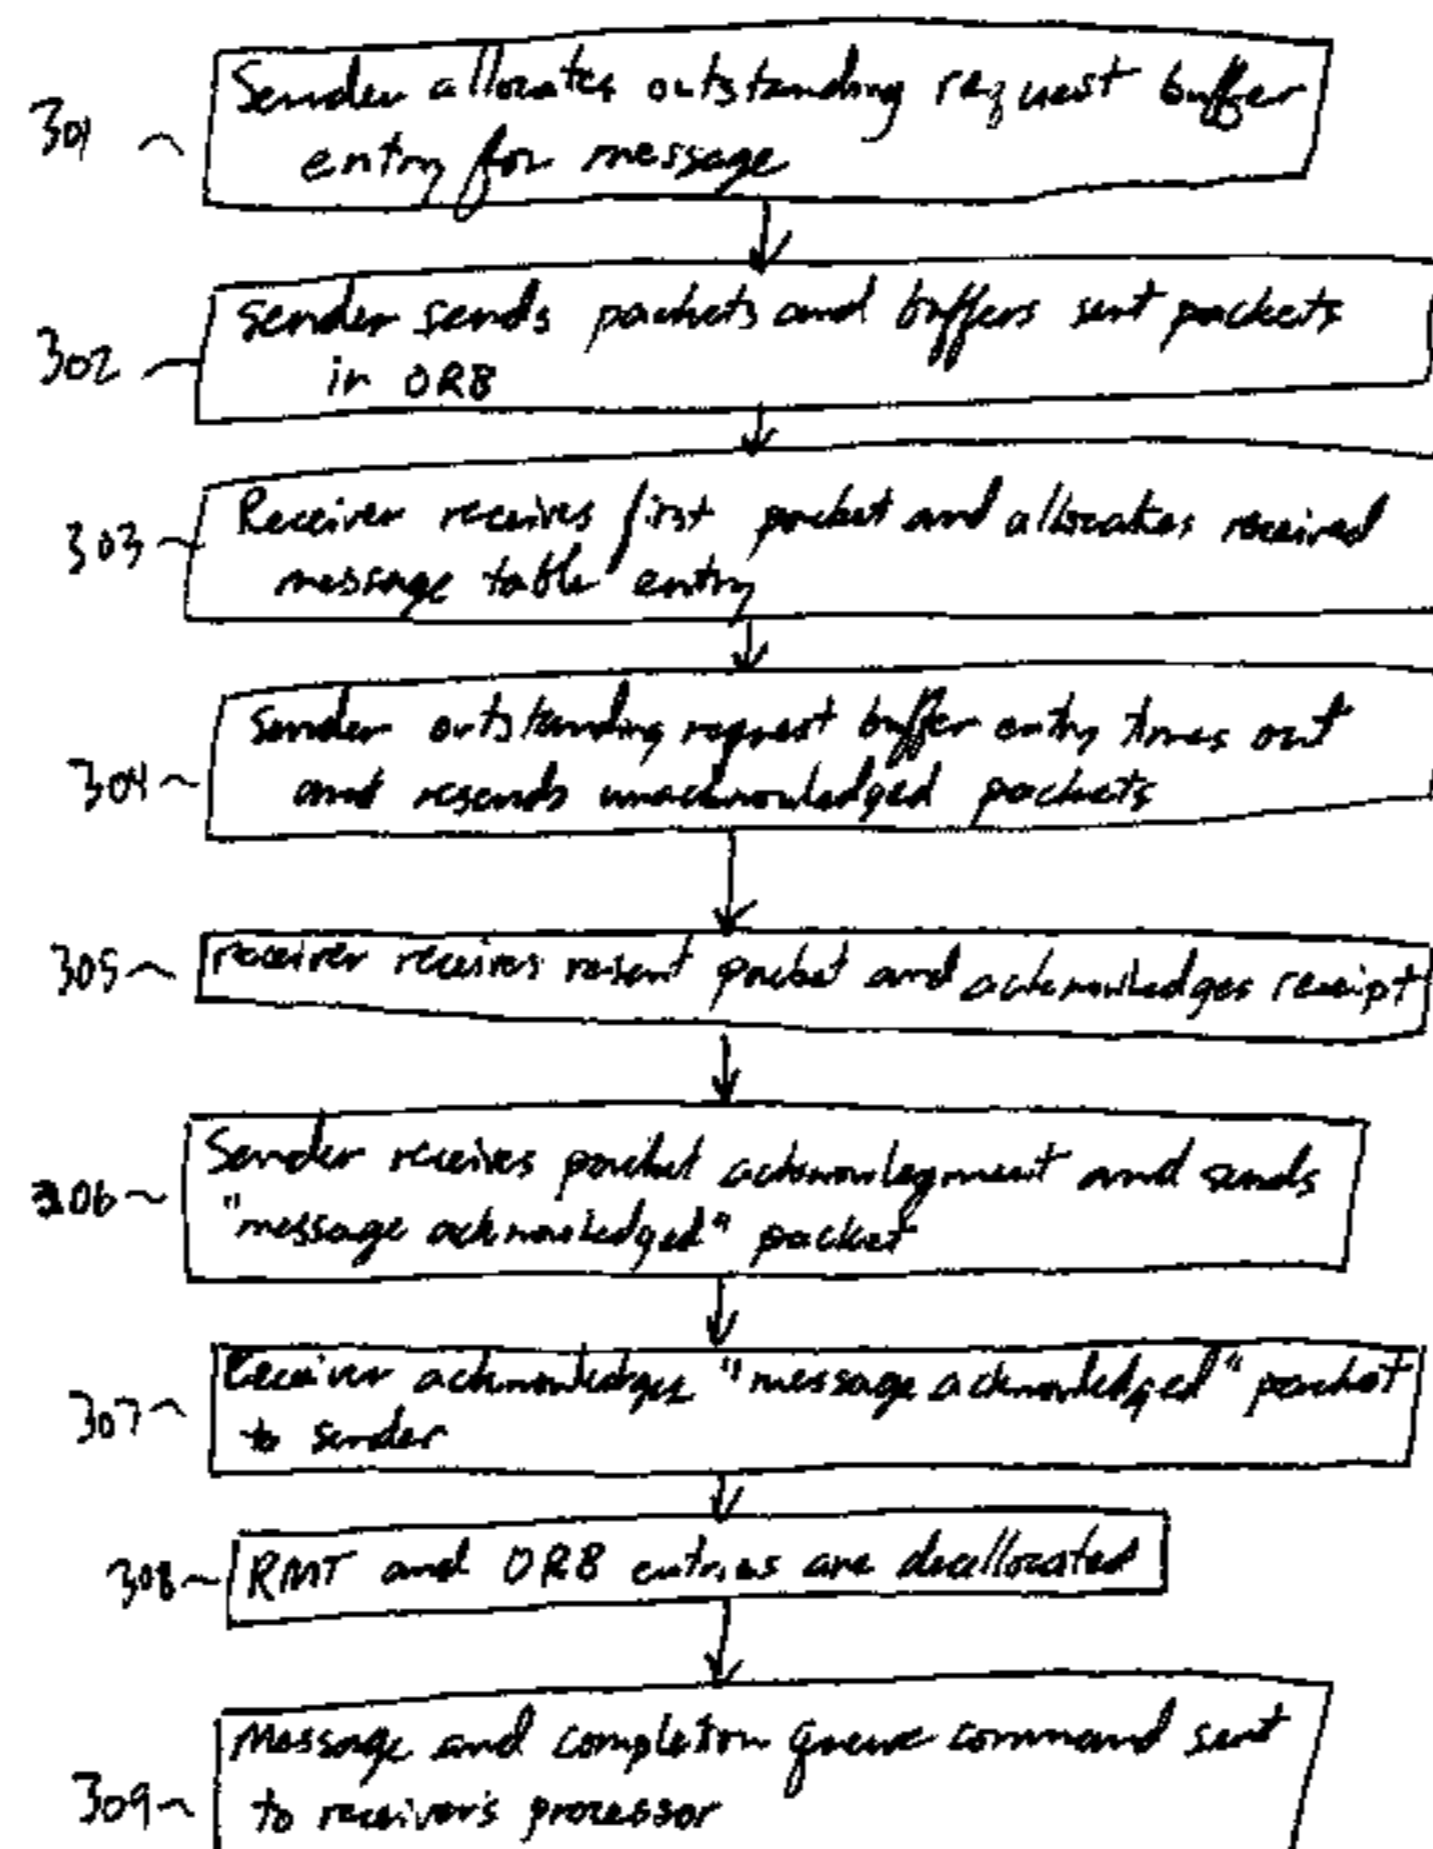 301
Sender allocates outstanding request buffer
entry for message
302
Sender sends packets and buffers sent packets
in ORB
303
Receiver receives first packet and allocates received
message table entry
304
Sender outstanding request buffer entry times out
and resends unacknowledged packets
305
receiver receives resent packet and acknowledges receipt
306
Sender receives packet acknowlegment and sends
"message acknowledged" packet
307
Receiver acknowledges "message acknowledged" packet
to sender
308
RMT and ORB entries are deallocated
309
Message and completion queue command sent
to receiver's processor